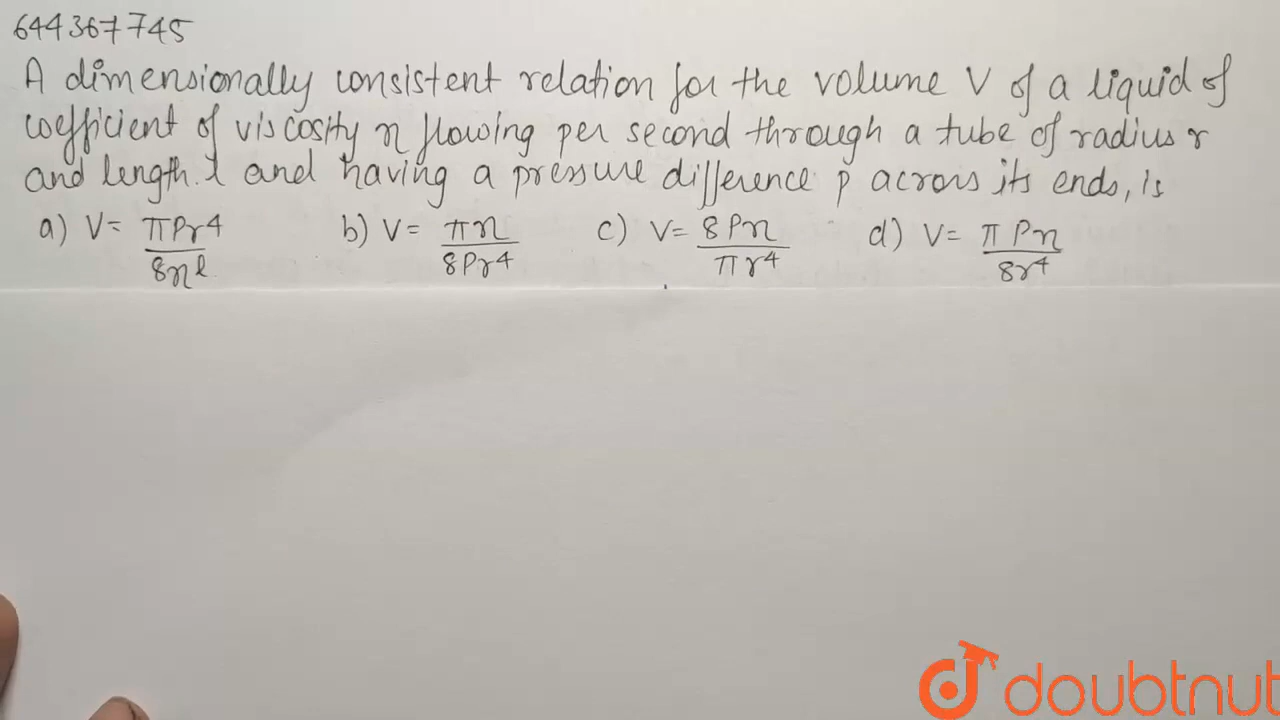 644367745
A dimensionally consistent relation for the volume V of a liquid of
coefficient of viscosity η flowing per second through a tube of radius r
and length l and having a pressure difference p across its ends, is
a) V = πPr4/8ηl b) V = πη/8Pr4 c) V = 8Pη/πr4 d) V = πPη/8r4
doubtnut